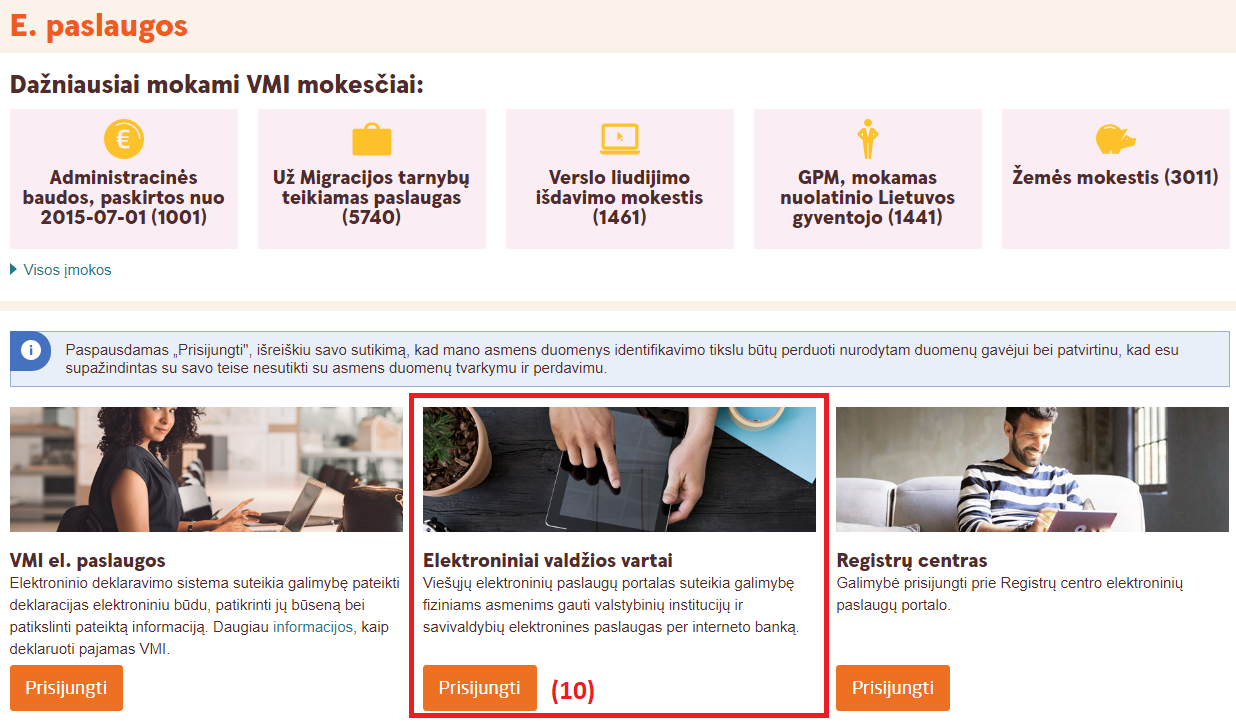 E. paslaugos
Dažniausiai mokami VMI mokesčiai:
Administracinės
baudos, paskirtos nuo
2015-07-01 (1001)
Už Migracijos tarnybų
teikiamas paslaugas
(5740)
Verslo liudijimo
išdavimo mokestis
(1461)
GPM, mokamas
nuolatinio Lietuvos
gyventojo (1441)
Žemės mokestis (3011)
Visos įmokos
Paspausdamas „Prisijungti", išreiškiu savo sutikimą, kad mano asmens duomenys identifikavimo tikslu būtų perduoti nurodytam duomenų gavėjui bei patvirtinu, kad esu
supažindintas su savo teise nesutikti su asmens duomenų tvarkymu ir perdavimu.
VMI el. paslaugos
Elektroninio deklaravimo sistema suteikia galimybę pateikti
deklaracijas elektroniniu būdu, patikrinti jų būseną bei
patikslinti pateiktą informaciją. Daugiau informacijos, kaip
deklaruoti pajamas VMI.
Prisijungti
Elektroniniai valdžios vartai
Viešųjų elektroninių paslaugų portalas suteikia galimybę
fiziniams asmenims gauti valstybinių institucijų ir
savivaldybių elektronines paslaugas per interneto banką.
Prisijungti (10)
Registrų centras
Galimybė prisijungti prie Registrų centro elektroninių
paslaugų portalo.
Prisijungti